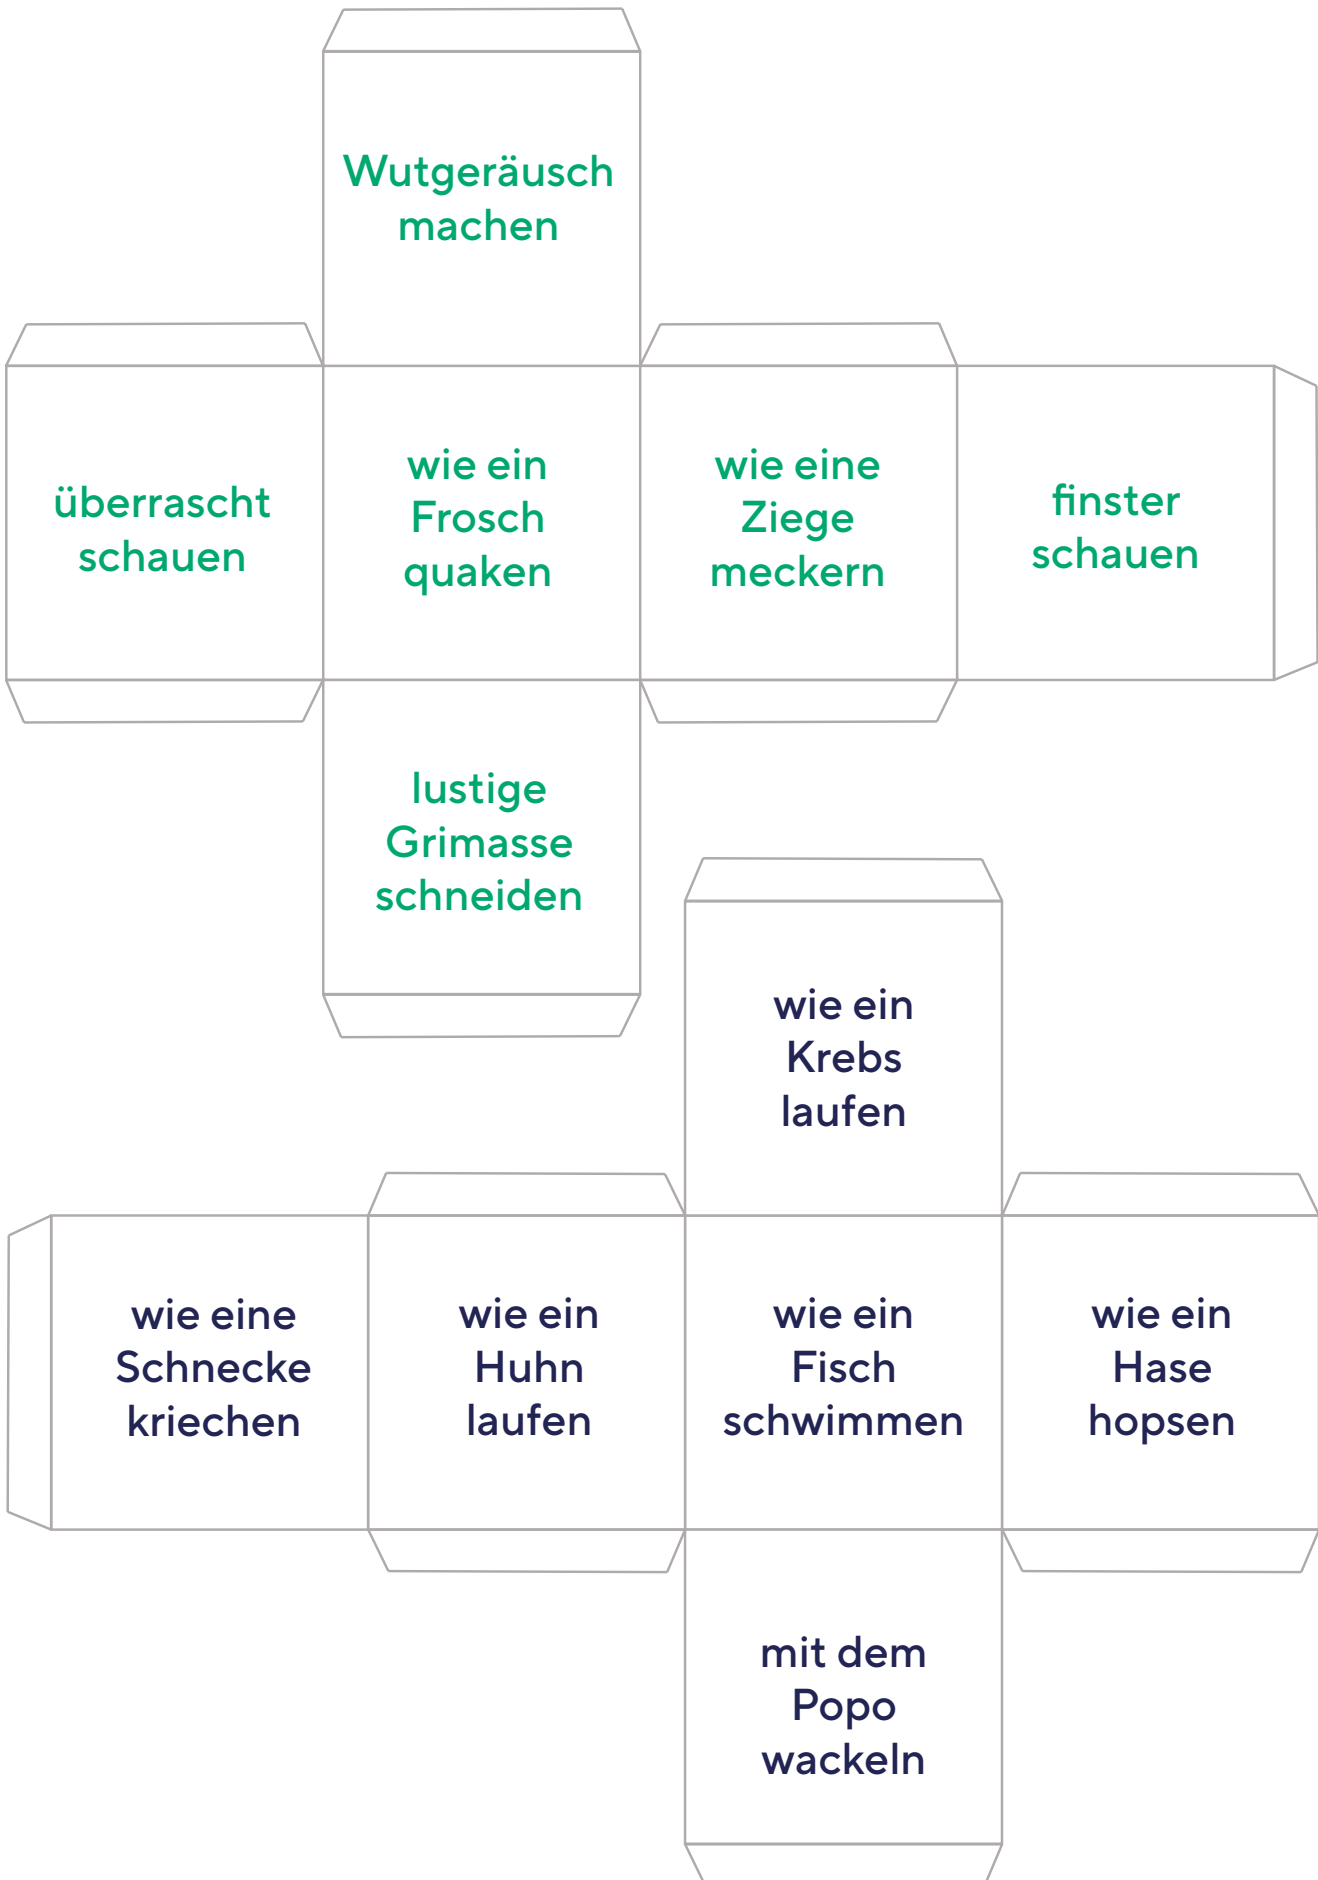 Wutgeräusch
machen
überrascht
schauen
wie ein
Frosch
quaken
wie eine
Ziege
meckern
finster
schauen
lustige
Grimasse
schneiden
wie ein
Krebs
laufen
wie eine
Schnecke
kriechen
wie ein
Huhn
laufen
wie ein
Fisch
schwimmen
wie ein
Hase
hopsen
mit dem
Popo
wackeln